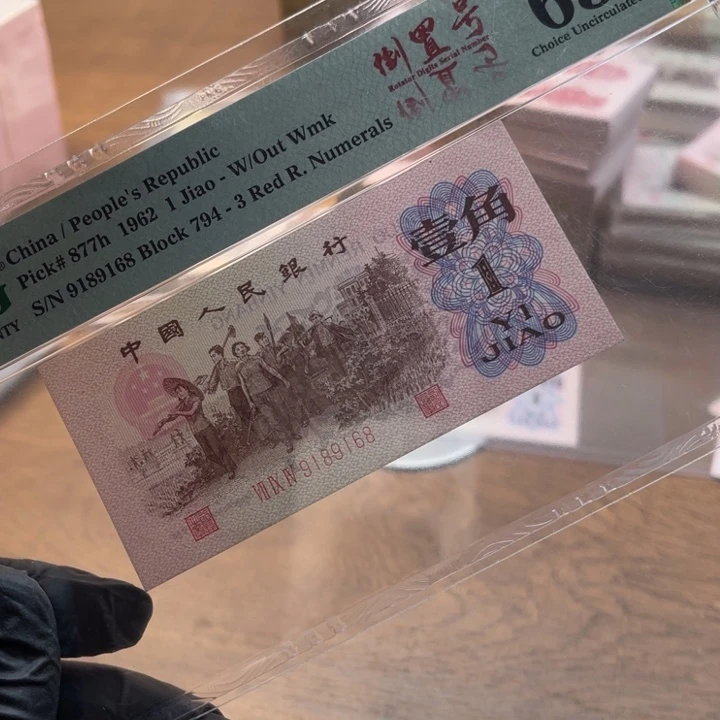 China / People's Republic
Pick# 877h 1962 1 Jiao - W/Out Wmk
S/N 9189168 Block 794 - 3 Red R. Numerals
倒置号
Rotator Digits Serial Number
Choice Uncirculated
中國人民銀行
壹角
1
YI
JIAO
9189168